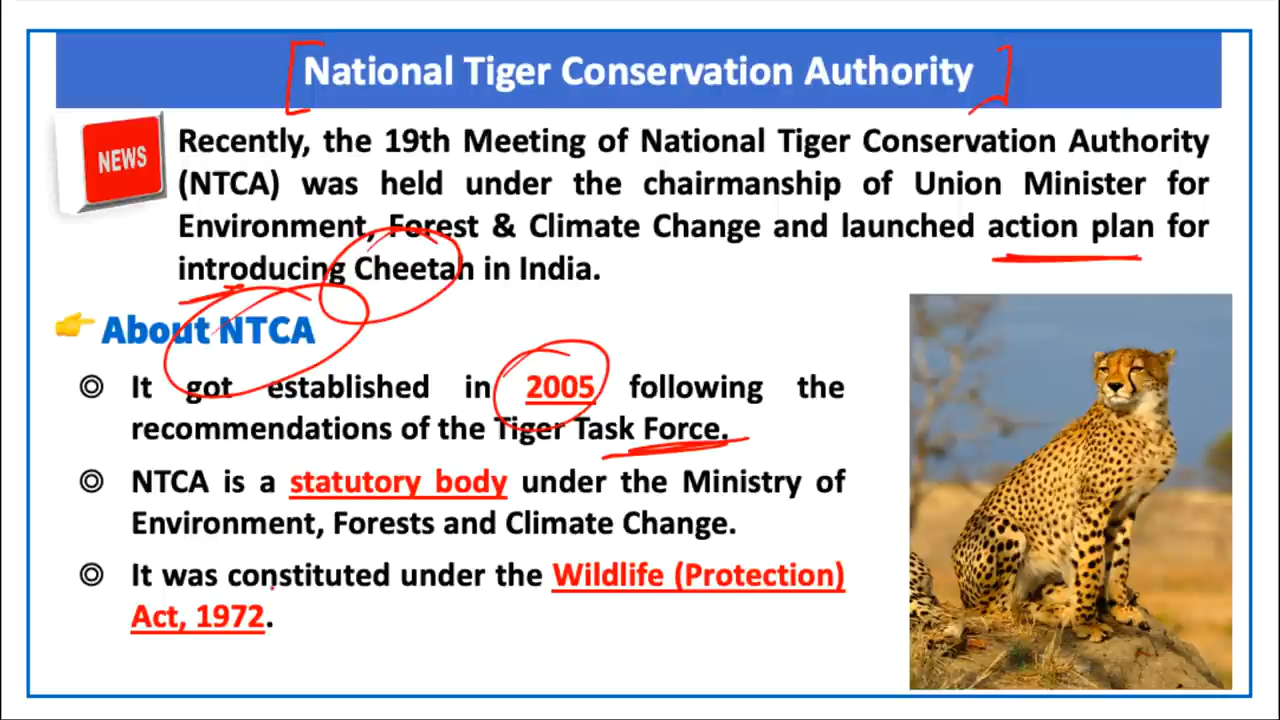 National Tiger Conservation Authority
NEWS
Recently, the 19th Meeting of National Tiger Conservation Authority
(NTCA) was held under the chairmanship of Union Minister for
Environment, Forest & Climate Change and launched action plan for
introducing Cheetah in India.
About NTCA
It got established in 2005 following the
recommendations of the Tiger Task Force.
NTCA is a statutory body under the Ministry of
Environment, Forests and Climate Change.
It was constituted under the Wildlife (Protection)
Act, 1972.